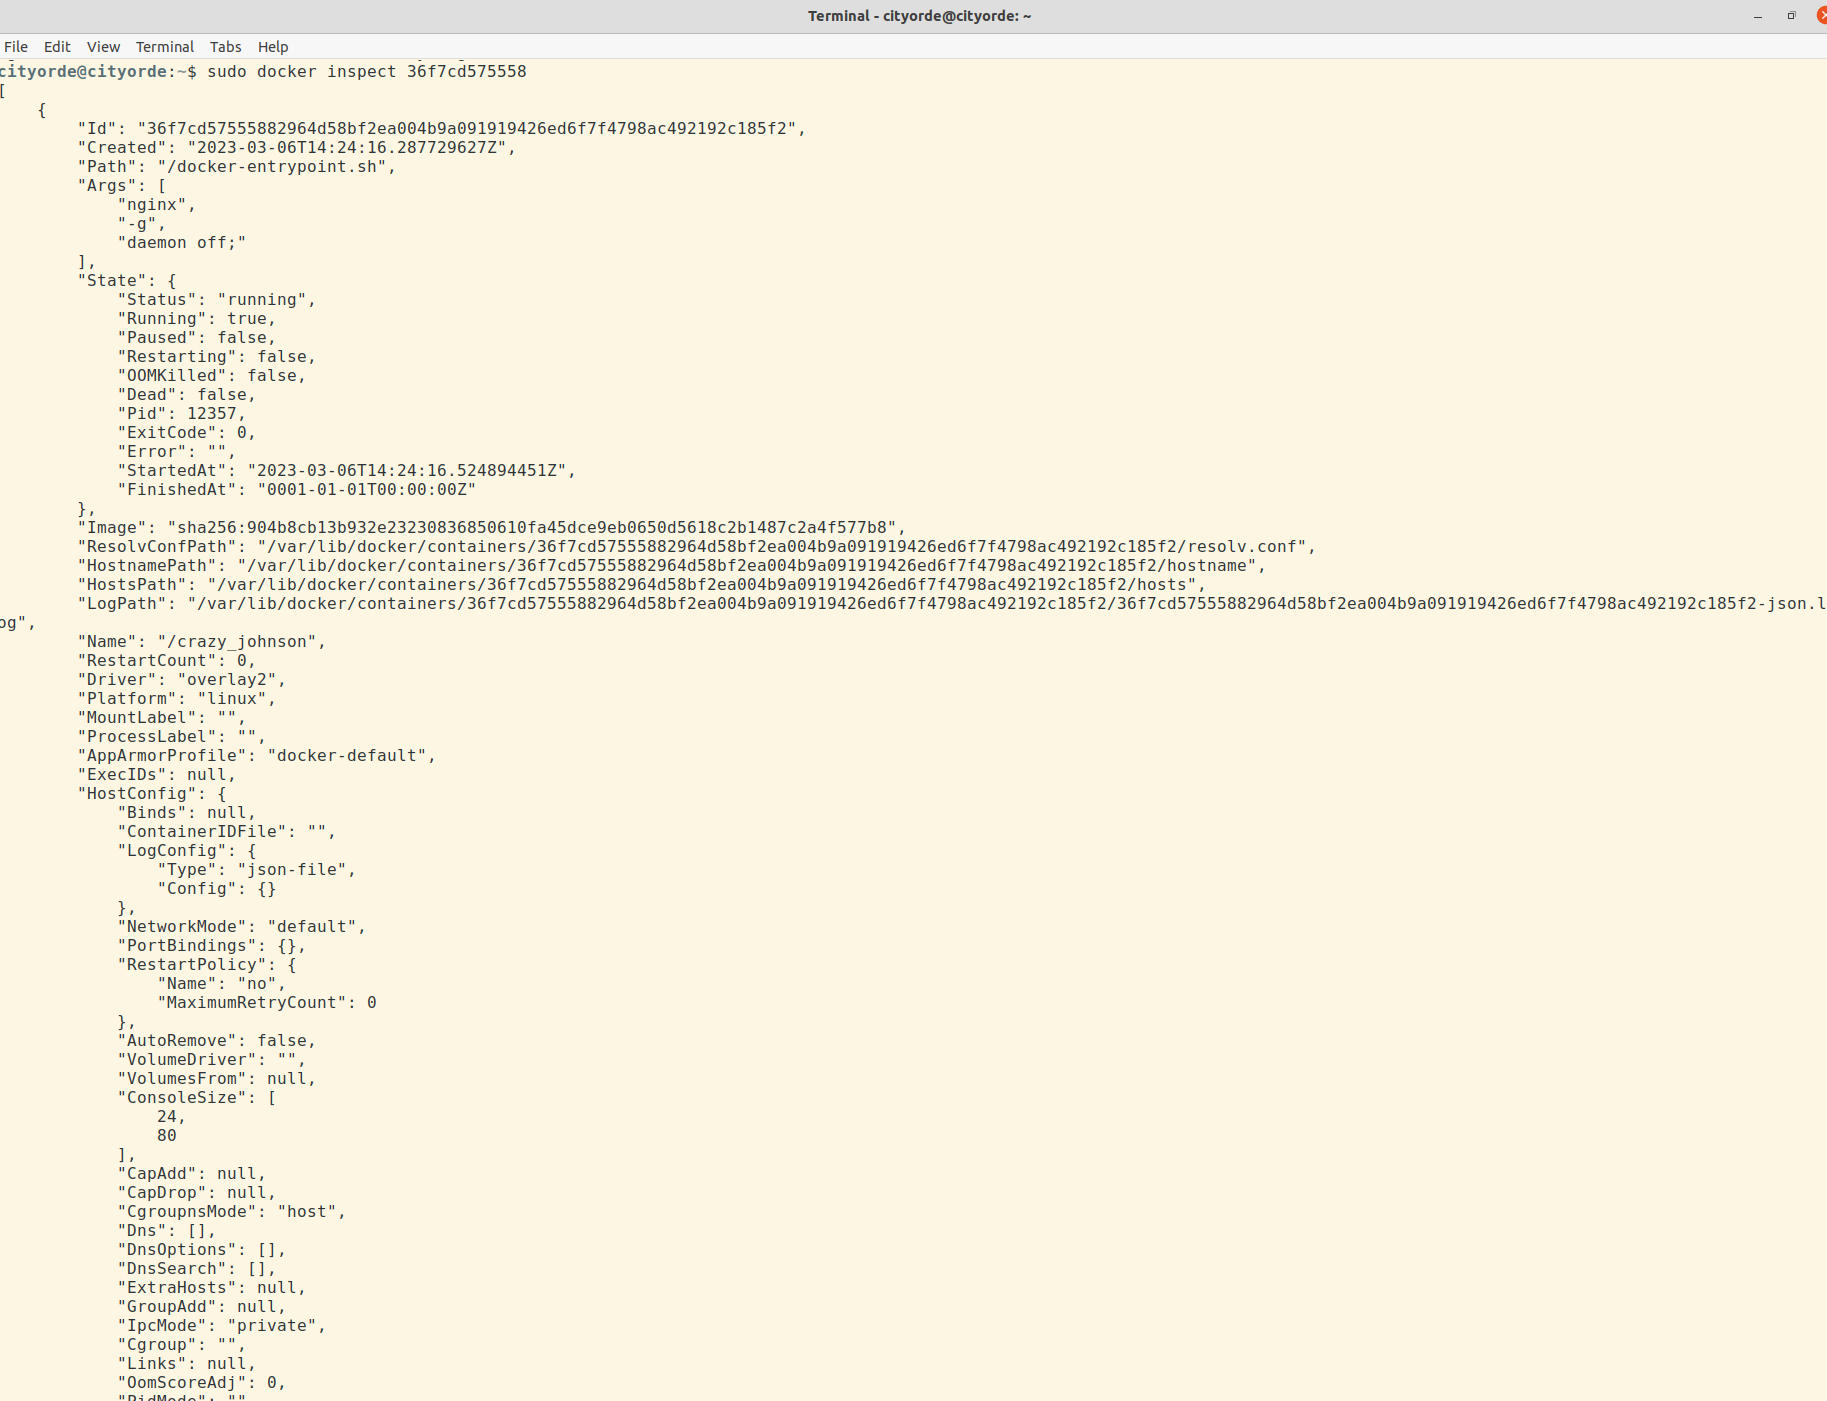 Terminal - cityorde@cityorde: ~
File Edit View Terminal Tabs Help
cityorde@cityorde:~$ sudo docker inspect 36f7cd575558
[
    {
        "Id": "36f7cd57555882964d58bf2ea004b9a091919426ed6f7f4798ac492192c185f2",
        "Created": "2023-03-06T14:24:16.287729627Z",
        "Path": "/docker-entrypoint.sh",
        "Args": [
            "nginx",
            "-g",
            "daemon off;"
        ],
        "State": {
            "Status": "running",
            "Running": true,
            "Paused": false,
            "Restarting": false,
            "OOMKilled": false,
            "Dead": false,
            "Pid": 12357,
            "ExitCode": 0,
            "Error": "",
            "StartedAt": "2023-03-06T14:24:16.524894451Z",
            "FinishedAt": "0001-01-01T00:00:00Z"
        },
        "Image": "sha256:904b8cb13b932e23230836850610fa45dce9eb0650d5618c2b1487c2a4f577b8",
        "ResolvConfPath": "/var/lib/docker/containers/36f7cd57555882964d58bf2ea004b9a091919426ed6f7f4798ac492192c185f2/resolv.conf",
        "HostnamePath": "/var/lib/docker/containers/36f7cd57555882964d58bf2ea004b9a091919426ed6f7f4798ac492192c185f2/hostname",
        "HostsPath": "/var/lib/docker/containers/36f7cd57555882964d58bf2ea004b9a091919426ed6f7f4798ac492192c185f2/hosts",
        "LogPath": "/var/lib/docker/containers/36f7cd57555882964d58bf2ea004b9a091919426ed6f7f4798ac492192c185f2/36f7cd57555882964d58bf2ea004b9a091919426ed6f7f4798ac492192c185f2-json.l
og",
        "Name": "/crazy_johnson",
        "RestartCount": 0,
        "Driver": "overlay2",
        "Platform": "linux",
        "MountLabel": "",
        "ProcessLabel": "",
        "AppArmorProfile": "docker-default",
        "ExecIDs": null,
        "HostConfig": {
            "Binds": null,
            "ContainerIDFile": "",
            "LogConfig": {
                "Type": "json-file",
                "Config": {}
            },
            "NetworkMode": "default",
            "PortBindings": {},
            "RestartPolicy": {
                "Name": "no",
                "MaximumRetryCount": 0
            },
            "AutoRemove": false,
            "VolumeDriver": "",
            "VolumesFrom": null,
            "ConsoleSize": [
                24,
                80
            ],
            "CapAdd": null,
            "CapDrop": null,
            "CgroupnsMode": "host",
            "Dns": [],
            "DnsOptions": [],
            "DnsSearch": [],
            "ExtraHosts": null,
            "GroupAdd": null,
            "IpcMode": "private",
            "Cgroup": "",
            "Links": null,
            "OomScoreAdj": 0,
            "PidMode": ""